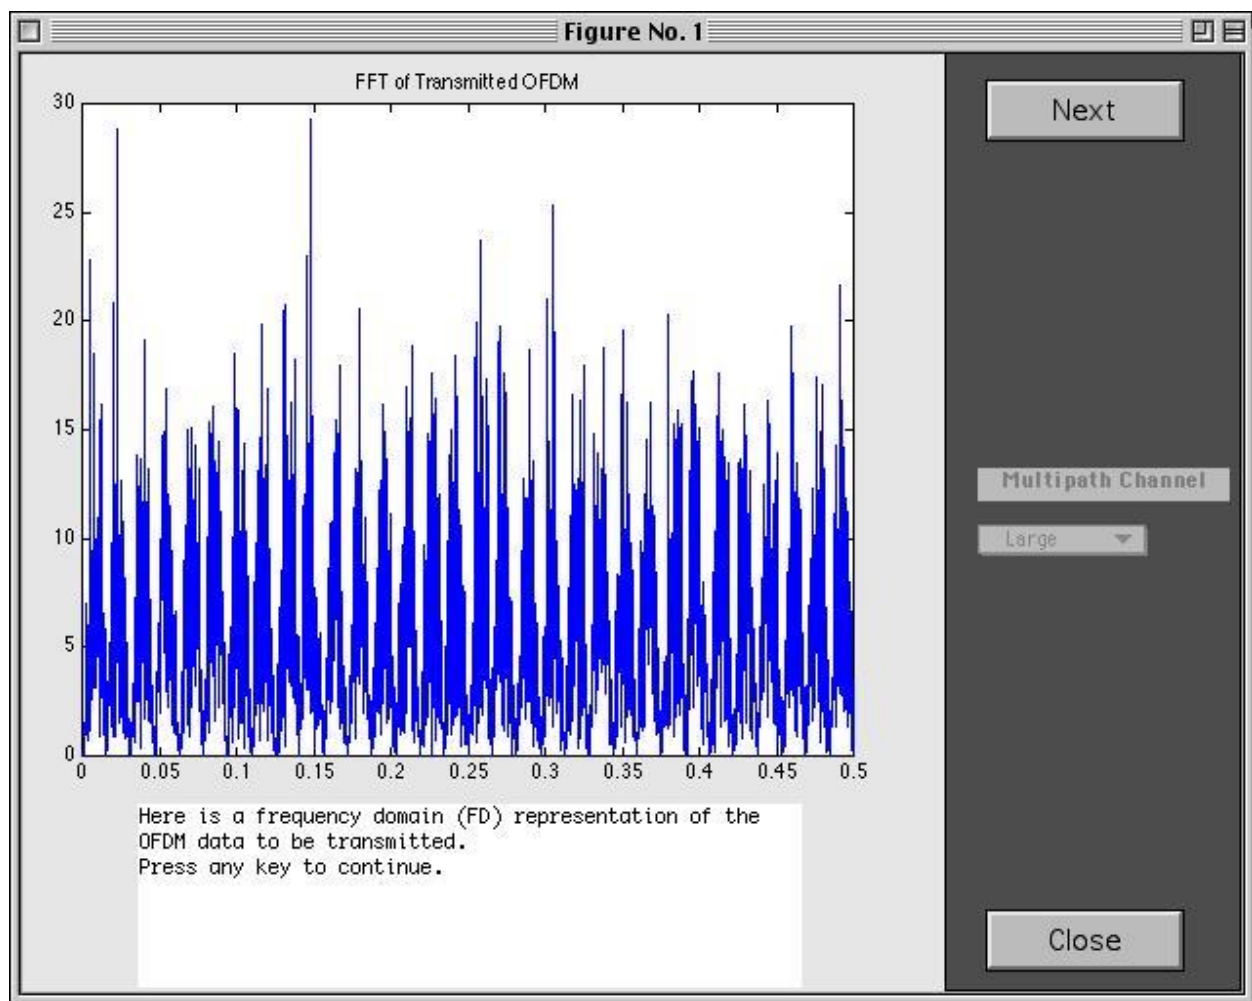 Figure No. 1
FFT of Transmitted OFDM
30
25
20
15
10
5
0
0 0.05 0.1 0.15 0.2 0.25 0.3 0.35 0.4 0.45 0.5
Here is a frequency domain (FD) representation of the
OFDM data to be transmitted.
Press any key to continue.
Next
Multipath Channel
Large
Close